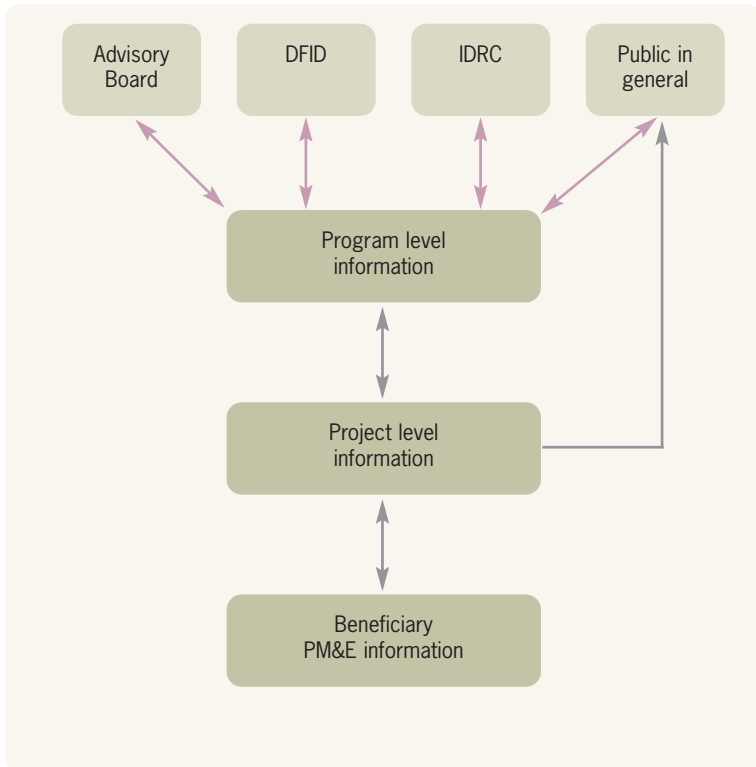 Advisory
Board
DFID
IDRC
Public in
general
Program level
information
Project level
information
Beneficiary
PM&E information